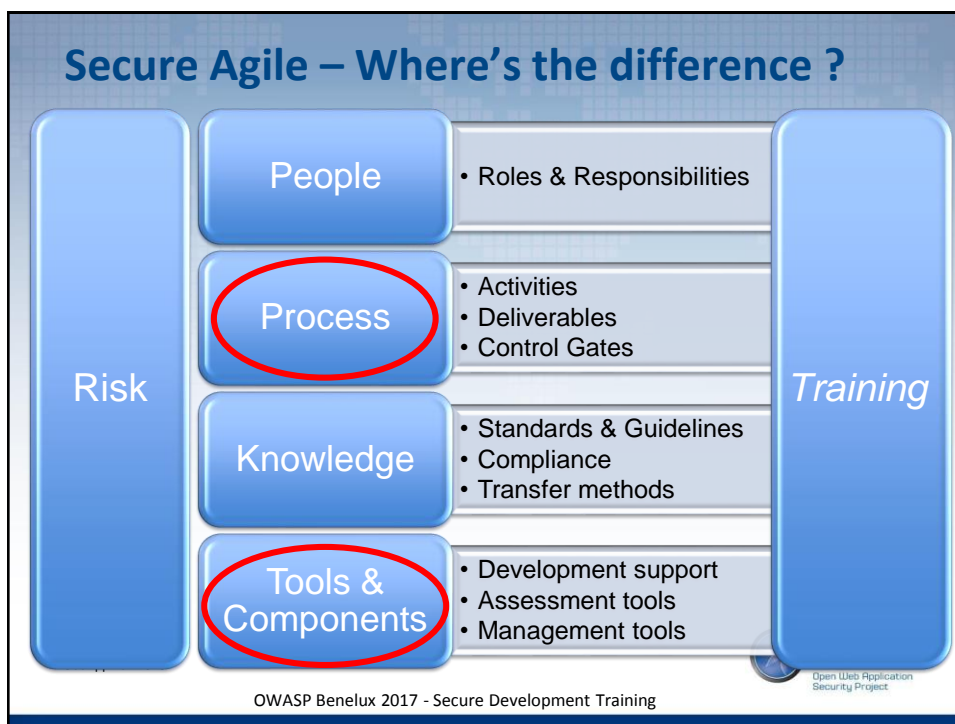 Secure Agile – Where's the difference ?
Risk
People
• Roles & Responsibilities
Process
• Activities
• Deliverables
• Control Gates
Knowledge
• Standards & Guidelines
• Compliance
• Transfer methods
Tools &
Components
• Development support
• Assessment tools
• Management tools
Training
Open Web Application
Security Project
OWASP Benelux 2017 - Secure Development Training